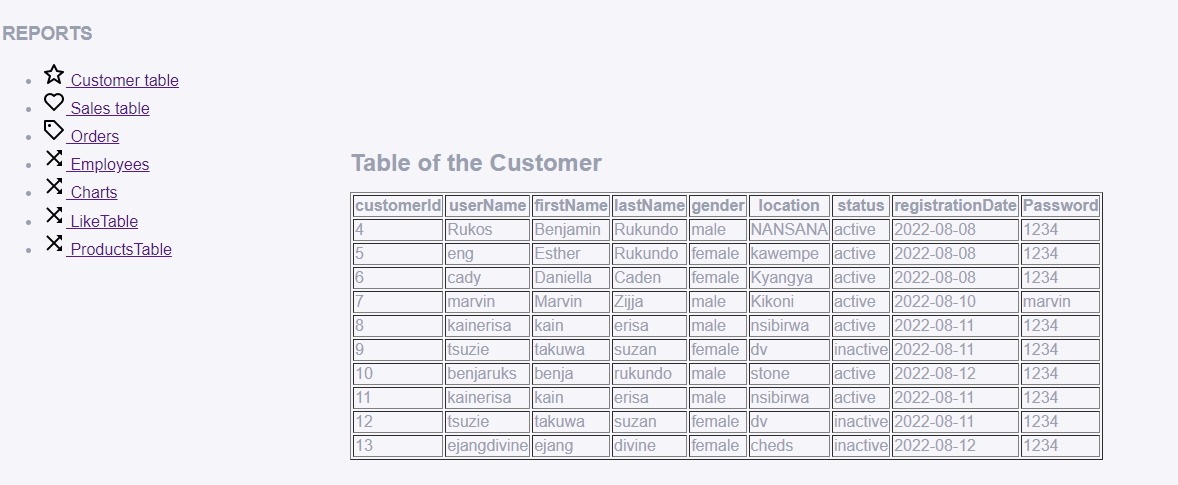 REPORTS
Customer table
Sales table
Orders
Employees
Charts
LikeTable
ProductsTable
Table of the Customer
customerId userName firstName lastName gender location status registrationDate Password
4 Rukos Benjamin Rukundo male NANSANA active 2022-08-08 1234
5 eng Esther Rukundo female kawempe active 2022-08-08 1234
6 cady Daniella Caden female Kyangya active 2022-08-08 1234
7 marvin Marvin Zijja male Kikoni active 2022-08-10 marvin
8 kainerisa kain erisa male nsibirwa active 2022-08-11 1234
9 tsuzie takuwa suzan female dv inactive 2022-08-11 1234
10 benjaruks benja rukundo male stone active 2022-08-12 1234
11 kainerisa kain erisa male nsibirwa active 2022-08-11 1234
12 tsuzie takuwa suzan female dv inactive 2022-08-11 1234
13 ejangdivine ejang divine female cheds inactive 2022-08-12 1234